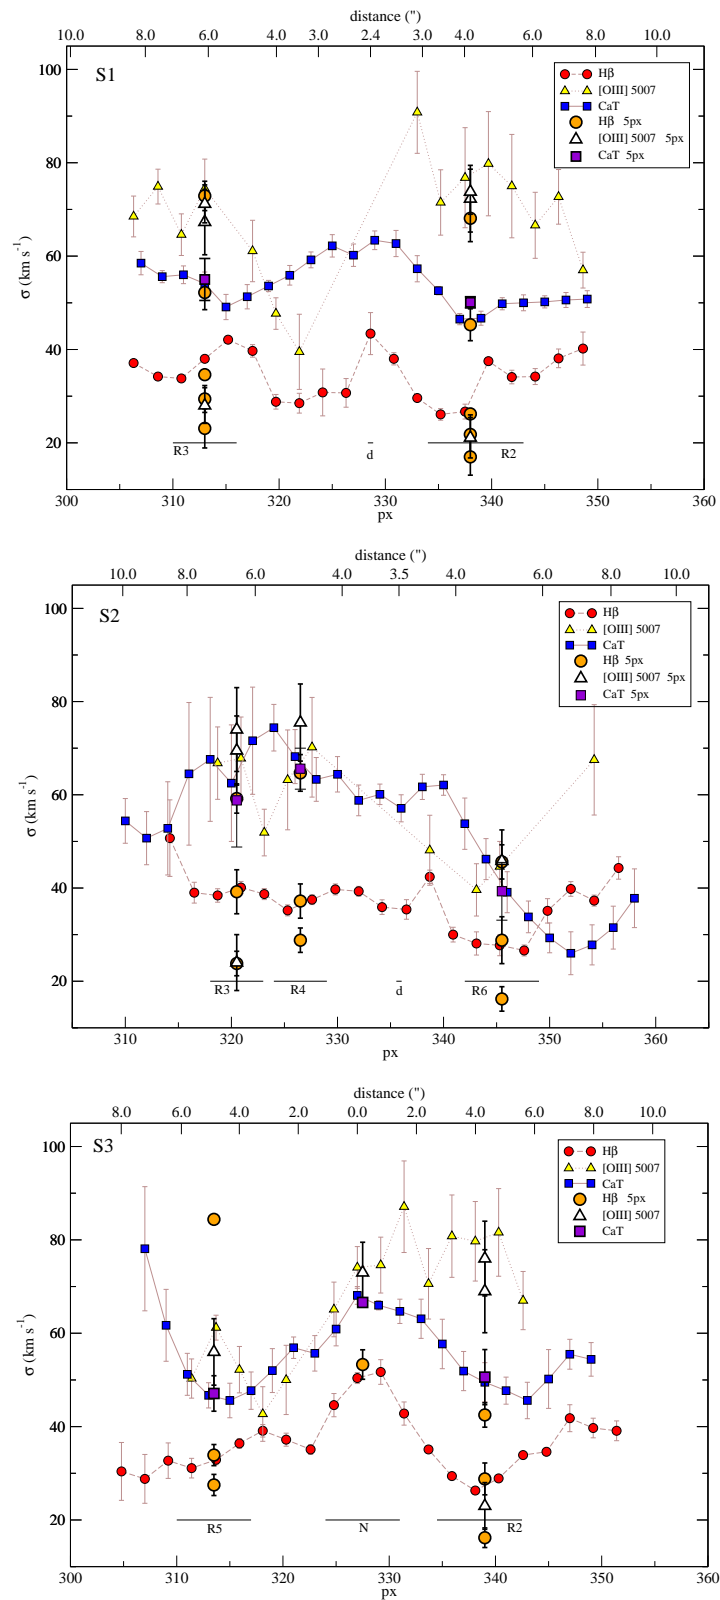 distance (")
10.0 8.0 6.0 4.8 3.4 2.4 3.0 4.0 5.8 7.6
S1
Hβ
[OIII] 5007
CaT
Hβ 5px
[OIII] 5007 5px
CaT 5px
100
80
60
40
20
σ (km s⁻¹)
R3 d R2
300 310 320 330 340 350 360
px
distance (")
10.0 8.0 7.0 6.0 5.0 4.0 3.5 4.0 5.0 6.0 7.0 8.0 10.0
S2
Hβ
[OIII] 5007
CaT
Hβ 5px
[OIII] 5007 5px
CaT 5px
100
80
60
40
20
σ (km s⁻¹)
R3 R4 d R6
310 320 330 340 350 360
px
distance (")
8.0 6.0 4.0 2.0 0.0 2.0 4.0 6.0 8.0 10.0
S3
Hβ
[OIII] 5007
CaT
Hβ 5px
[OIII] 5007
CaT
100
80
60
40
20
σ (km s⁻¹)
R5 N R2
300 310 320 330 340 350 360
px